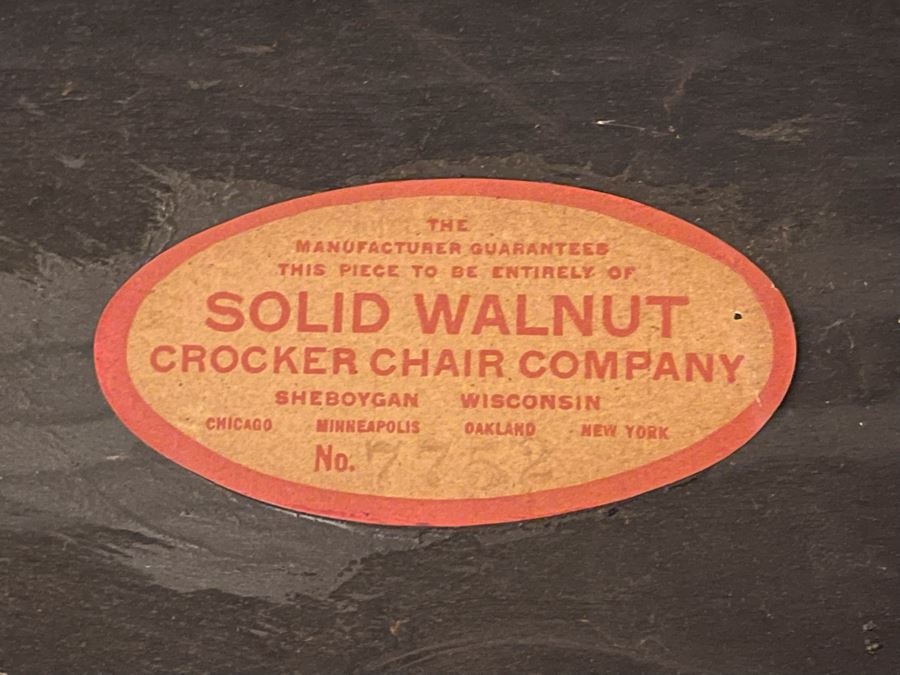 THE
MANUFACTURER GUARANTEES
THIS PIECE TO BE ENTIRELY OF
SOLID WALNUT
CROCKER CHAIR COMPANY
SHEBOYGAN WISCONSIN
CHICAGO MINNEAPOLIS OAKLAND NEW YORK
No. 7752